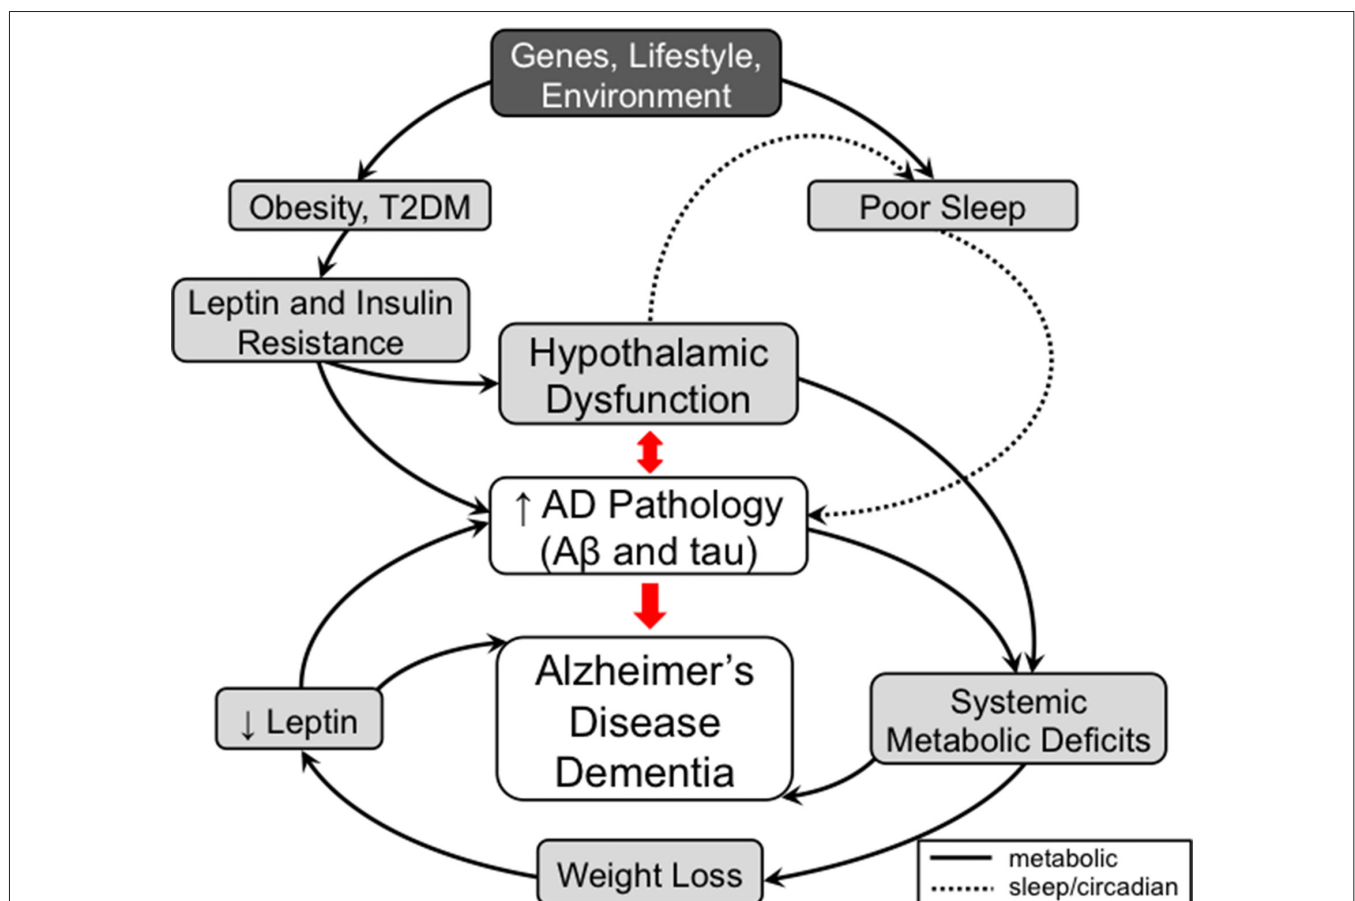 Genes, Lifestyle,
Environment
Obesity, T2DM
Poor Sleep
Leptin and Insulin
Resistance
Hypothalamic
Dysfunction
↑ AD Pathology
(Aβ and tau)
Alzheimer’s
Disease
Dementia
↓ Leptin
Systemic
Metabolic Deficits
Weight Loss
metabolic
sleep/circadian